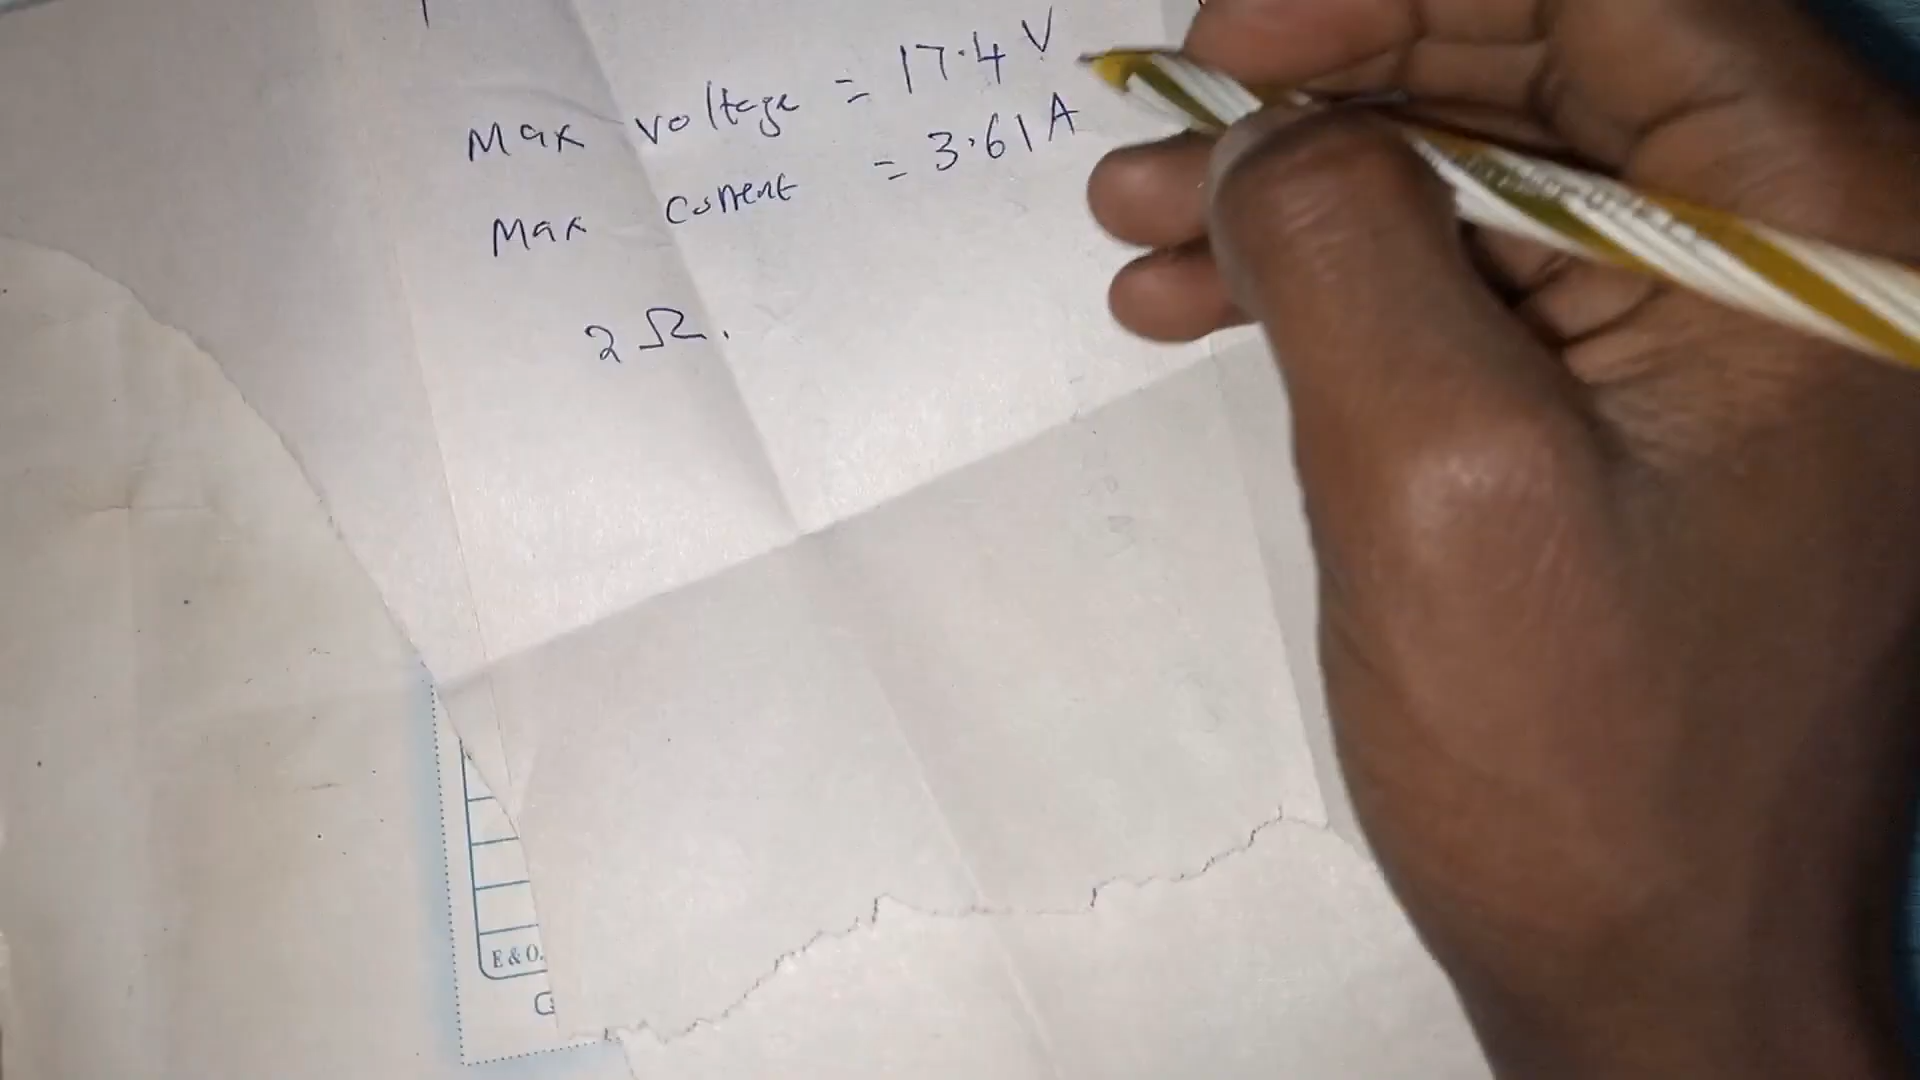 Max voltage = 17.4 V
Max current = 3.61 A
2 Ω.
E & O.